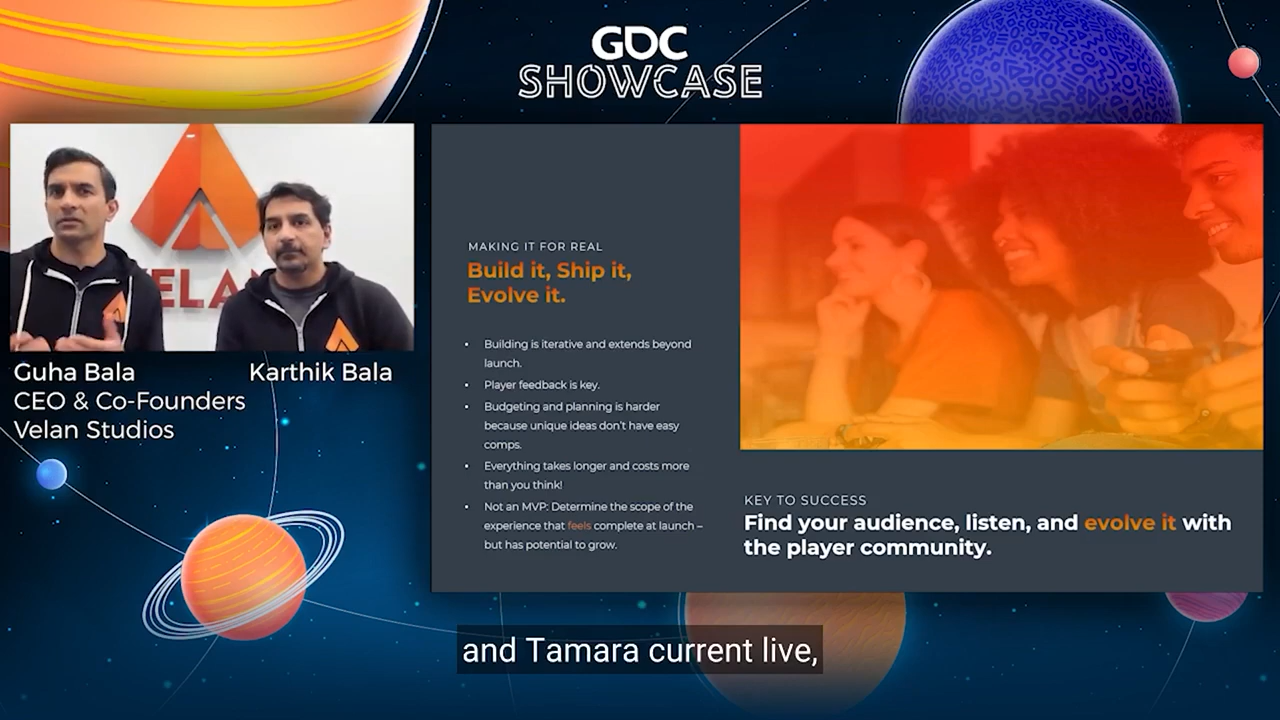 GDC
SHOWCASE
VELAN
Guha Bala
Karthik Bala
CEO & Co-Founders
Velan Studios
MAKING IT FOR REAL
Build it, Ship it,
Evolve it.
▪ Building is iterative and extends beyond
launch.
▪ Player feedback is key.
▪ Budgeting and planning is harder
because unique ideas don't have easy
comps.
▪ Everything takes longer and costs more
than you think!
▪ Not an MVP: Determine the scope of the
experience that feels complete at launch –
but has potential to grow.
KEY TO SUCCESS
Find your audience, listen, and evolve it with
the player community.
and Tamara current live,